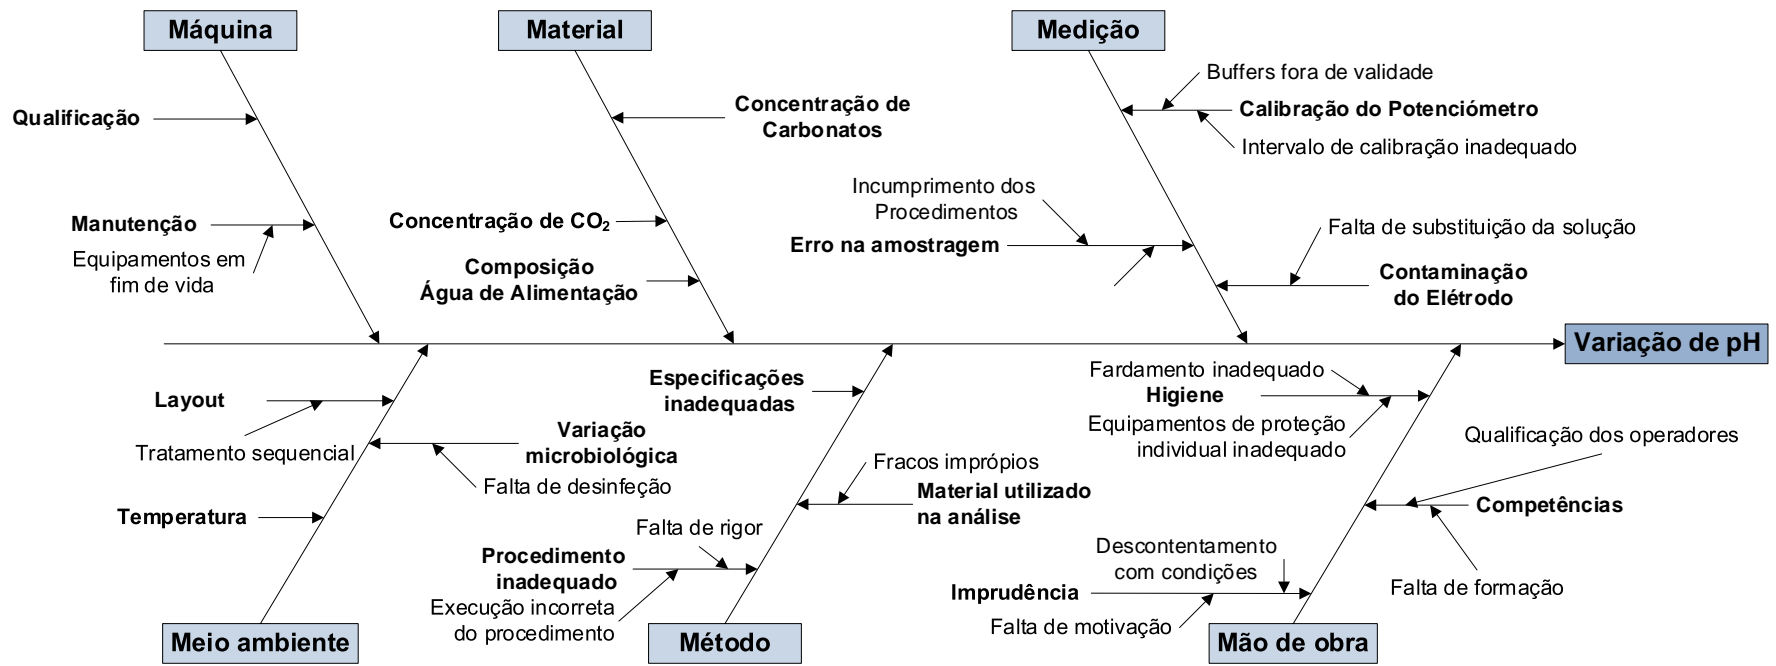 Máquina
Material
Medição
Buffers fora de validade
Qualificação
Concentração de
Carbonatos
Calibração do Potenciómetro
Intervalo de calibração inadequado
Incumprimento dos
Procedimentos
Manutenção
Concentração de CO₂
Erro na amostragem
Falta de substituição da solução
Equipamentos em
fim de vida
Composição
Água de Alimentação
Contaminação
do Elétrodo
Variação de pH
Layout
Especificações
inadequadas
Fardamento inadequado
Higiene
Equipamentos de proteção
individual inadequado
Tratamento sequencial
Variação
microbiológica
Falta de desinfeção
Fracos imprópios
Material utilizado
na análise
Qualificação dos operadores
Competências
Temperatura
Falta de rigor
Procedimento
inadequado
Execução incorreta
do procedimento
Descontentamento
com condições
Falta de formação
Imprudência
Falta de motivação
Meio ambiente
Método
Mão de obra